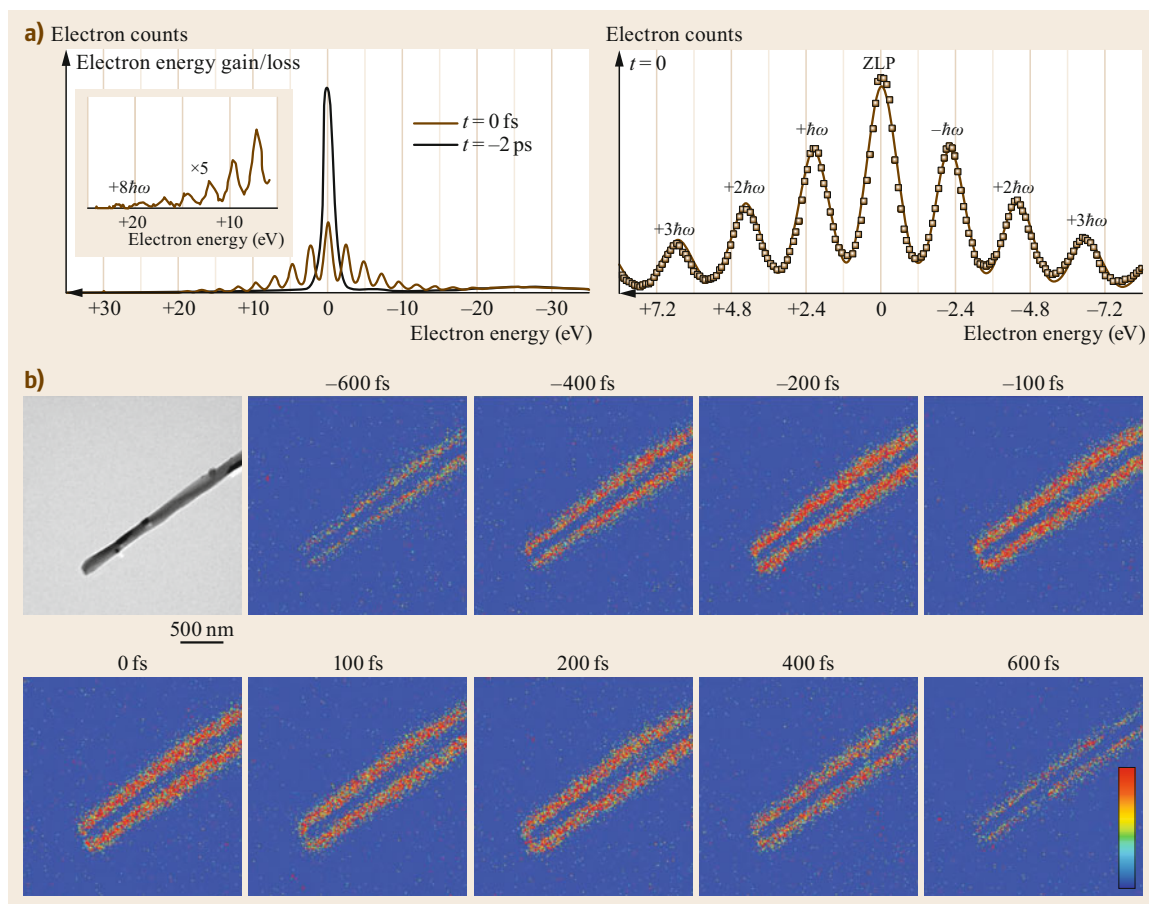 a) Electron counts
Electron energy gain/loss
t = 0 fs
t = –2 ps
×5
+8ħω
+20 +10
Electron energy (eV)
+30 +20 +10 0 –10 –20 –30
Electron energy (eV)
Electron counts
t = 0
ZLP
+ħω –ħω
+2ħω +2ħω
+3ħω +3ħω
+7.2 +4.8 +2.4 0 –2.4 –4.8 –7.2
Electron energy (eV)
b)
–600 fs –400 fs –200 fs –100 fs
500 nm
0 fs 100 fs 200 fs 400 fs 600 fs